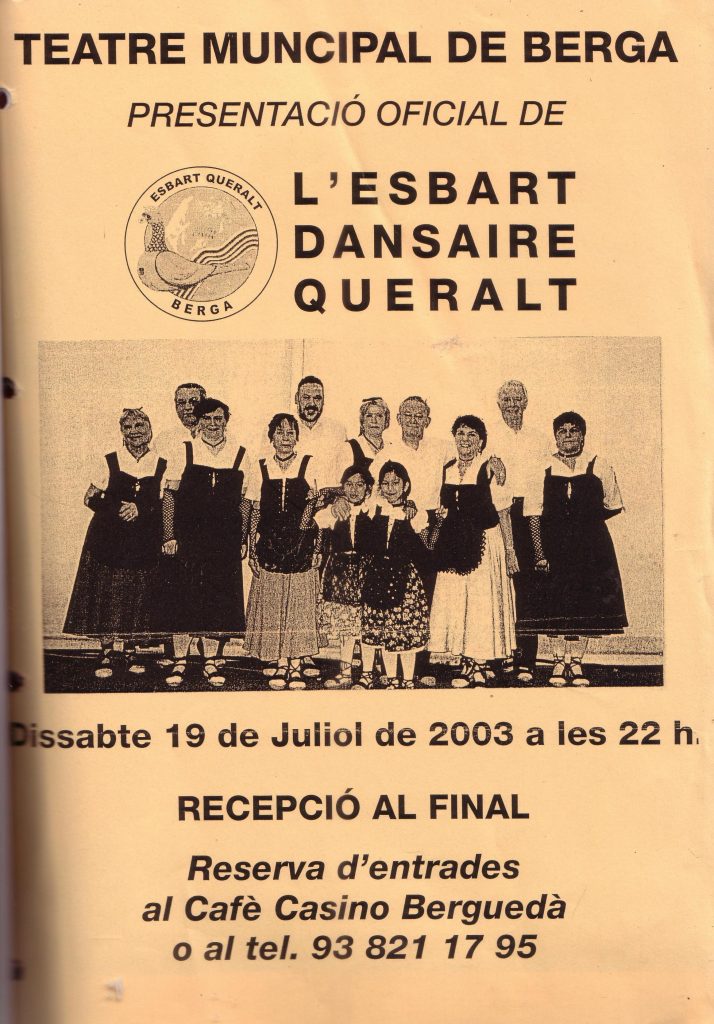 TEATRE MUNCIPAL DE BERGA
PRESENTACIÓ OFICIAL DE
ESBART QUERALT
BERGA
L'ESBART
DANSAIRE
QUERALT
Dissabte 19 de Juliol de 2003 a les 22 h.
RECEPCIÓ AL FINAL
Reserva d'entrades
al Cafè Casino Berguedà
o al tel. 93 821 17 95